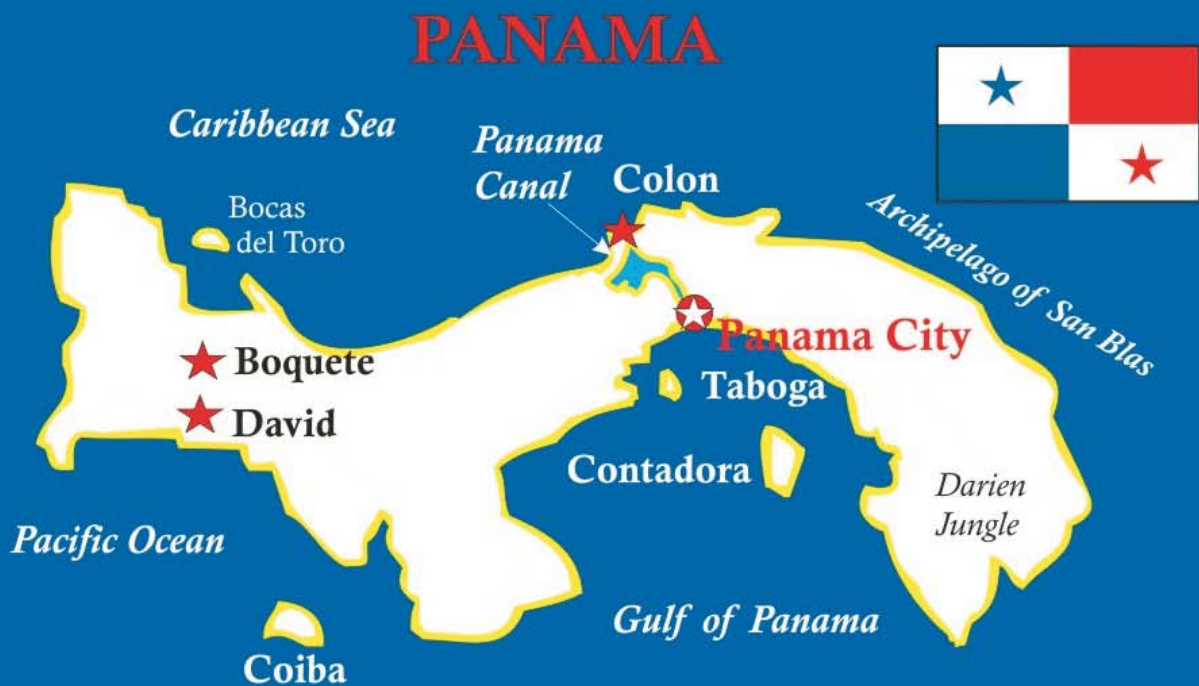 PANAMA
Caribbean Sea
Panama
Canal
Colon
Bocas
del Toro
Archipelago of San Blas
Panama City
Boquete
Taboga
David
Contadora
Darien
Jungle
Pacific Ocean
Gulf of Panama
Coiba